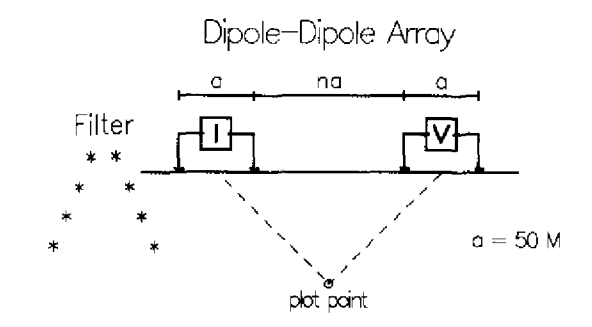 Dipole-Dipole Array
a na a
Filter
I V
* *
* *
* *
* *
a = 50 M
plot point